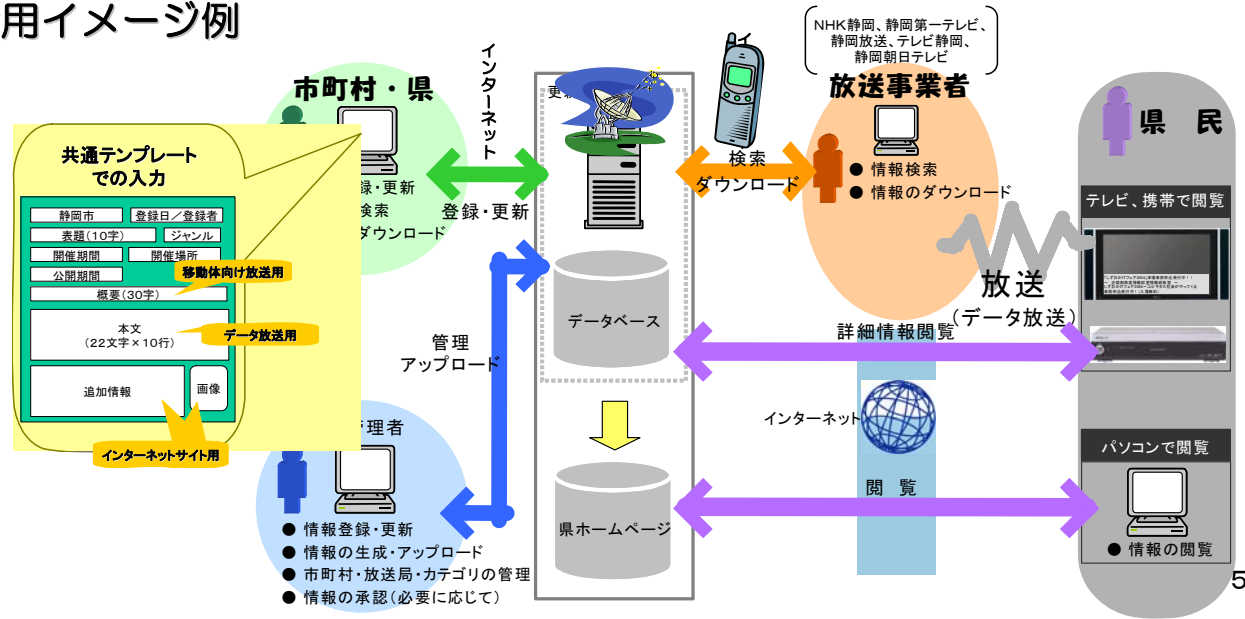 用イメージ例
NHK静岡、静岡第一テレビ、
静岡放送、テレビ静岡、
静岡朝日テレビ
市町村・県
インターネット
更新
イ
放送事業者
県 民
共通テンプレート
での入力
静岡市
登録日／登録者
表題(10字)
ジャンル
開催期間
開催場所
公開期間
移動体向け放送用
概要(30字)
本文
(22文字×10行)
データ放送用
追加情報
画像
インターネットサイト用
録・更新
検索
ダウンロード
登録・更新
検索
ダウンロード
● 情報検索
● 情報のダウンロード
テレビ、携帯で閲覧
放送
(データ放送)
データベース
管理
アップロード
詳細情報閲覧
インターネット
管理者
パソコンで閲覧
閲 覧
県ホームページ
● 情報登録・更新
● 情報の生成・アップロード
● 市町村・放送局・カテゴリの管理
● 情報の承認(必要に応じて)
● 情報の閲覧
5